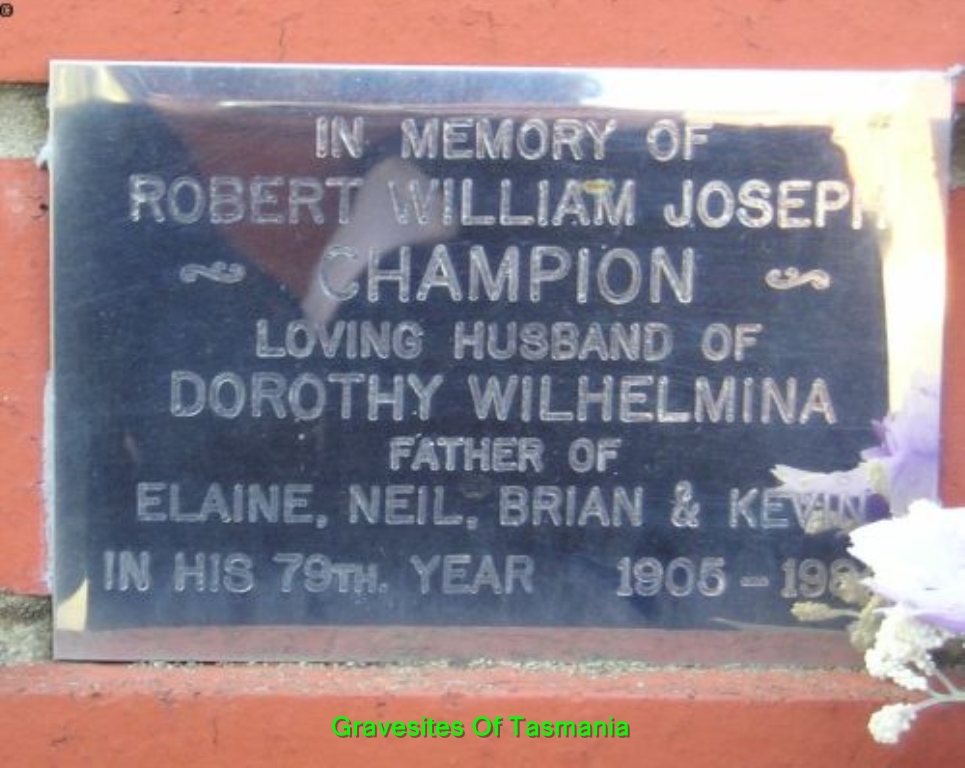 IN MEMORY OF
ROBERT WILLIAM JOSEPH
CHAMPION
LOVING HUSBAND OF
DOROTHY WILHELMINA
FATHER OF
ELAINE, NEIL, BRIAN & KEVIN
IN HIS 79TH. YEAR 1905 –
Gravesites Of Tasmania